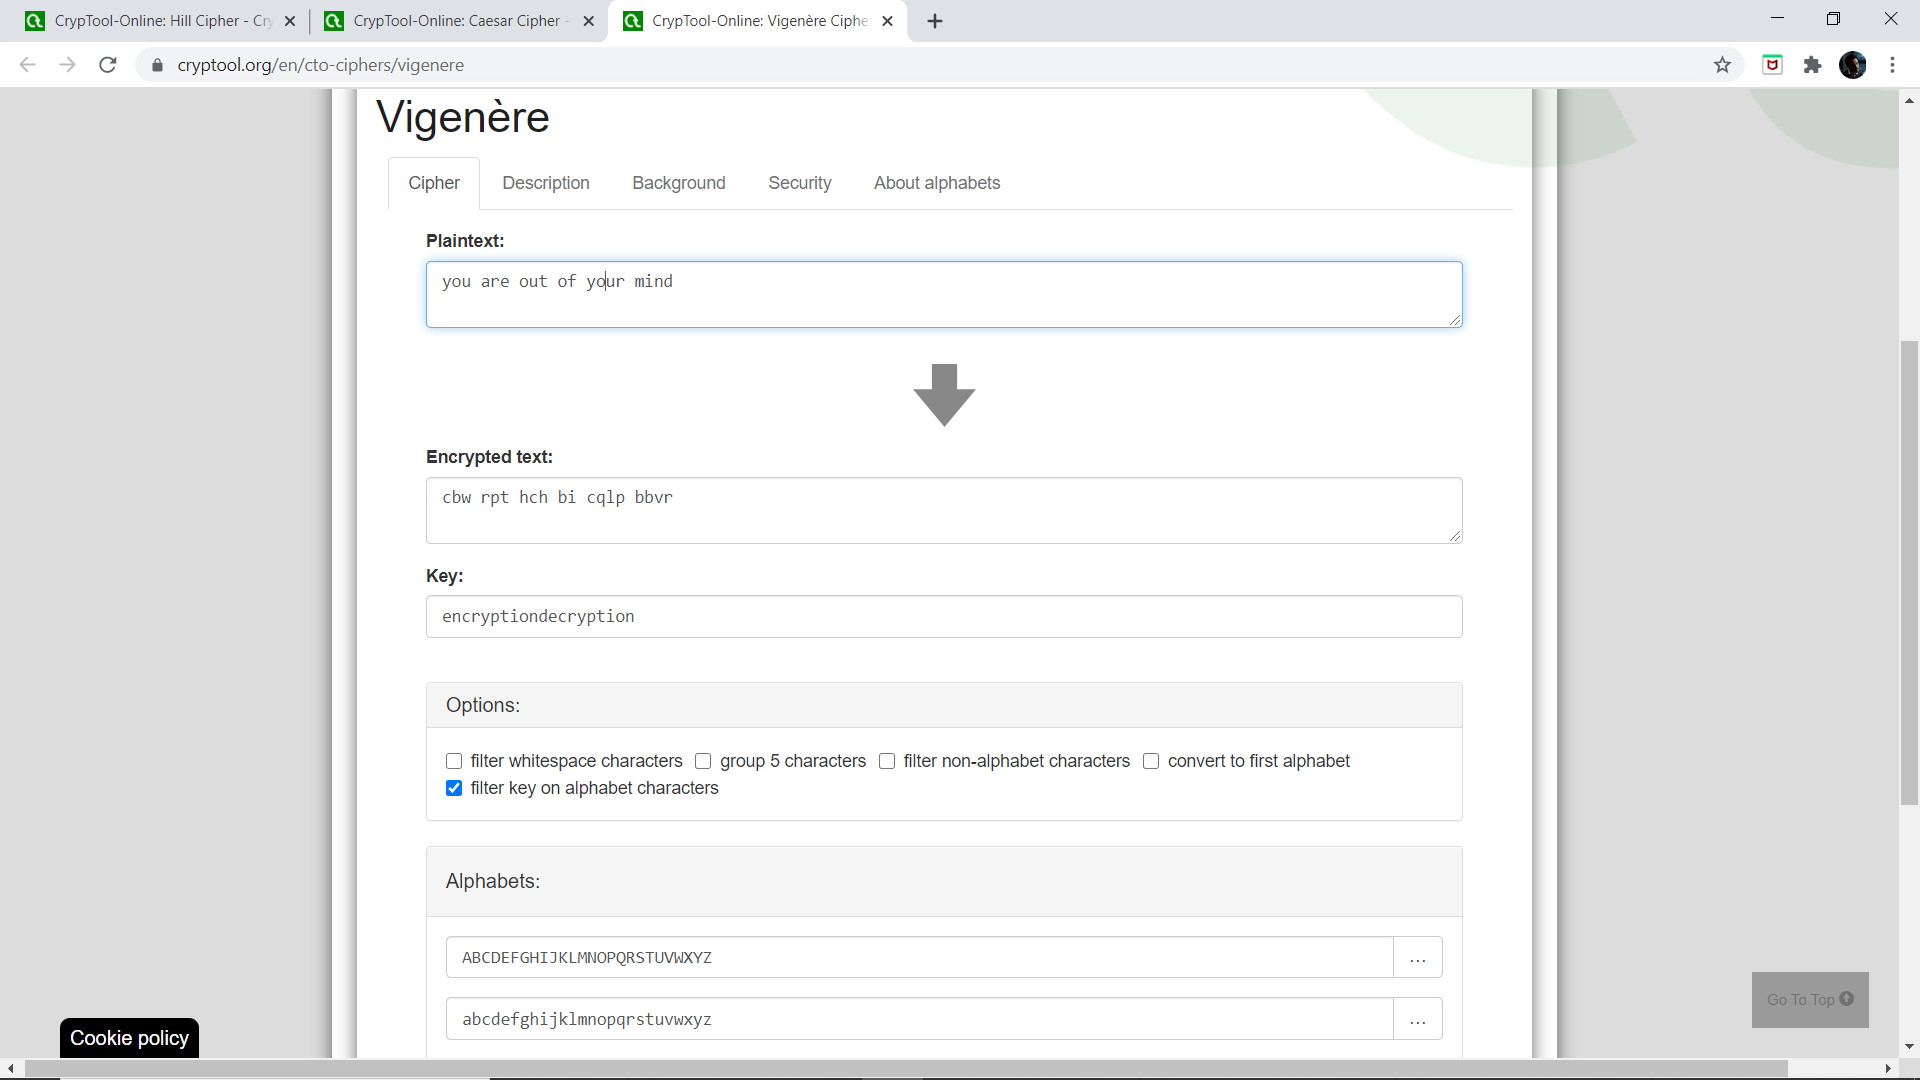 CrypTool-Online: Hill Cipher - Cry
CrypTool-Online: Caesar Cipher -
CrypTool-Online: Vigenère Ciphe
cryptool.org/en/cto-ciphers/vigenere
Vigenère
Cipher Description Background Security About alphabets
Plaintext:
you are out of your mind
Encrypted text:
cbw rpt hch bi cqlp bbvr
Key:
encryptiondecryption
Options:
filter whitespace characters group 5 characters filter non-alphabet characters convert to first alphabet
filter key on alphabet characters
Alphabets:
ABCDEFGHIJKLMNOPQRSTUVWXYZ ...
abcdefghijklmnopqrstuvwxyz ...
Go To Top
Cookie policy